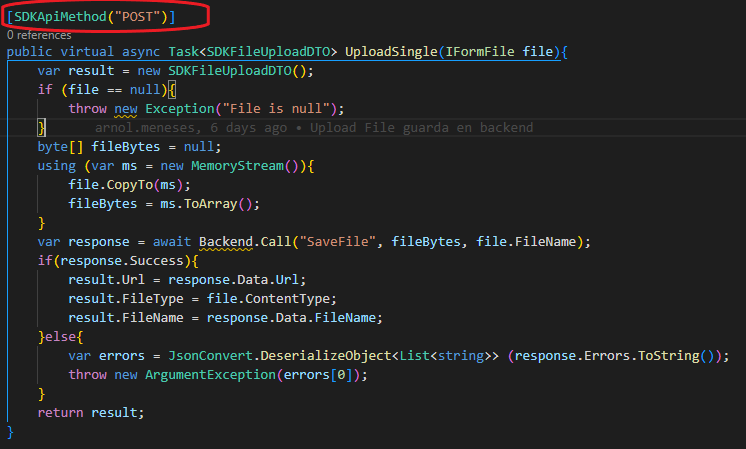 [SDKApiMethod("POST")]
0 references
public virtual async Task<SDKFileUploadDTO> UploadSingle(IFormFile file){
var result = new SDKFileUploadDTO();
if (file == null){
throw new Exception("File is null");
}    arnol.meneses, 6 days ago • Upload File guarda en backend
byte[] fileBytes = null;
using (var ms = new MemoryStream()){
file.CopyTo(ms);
fileBytes = ms.ToArray();
}
var response = await Backend.Call("SaveFile", fileBytes, file.FileName);
if(response.Success){
result.Url = response.Data.Url;
result.FileType = file.ContentType;
result.FileName = response.Data.FileName;
}else{
var errors = JsonConvert.DeserializeObject<List<string>> (response.Errors.ToString());
throw new ArgumentException(errors[0]);
}
return result;
}